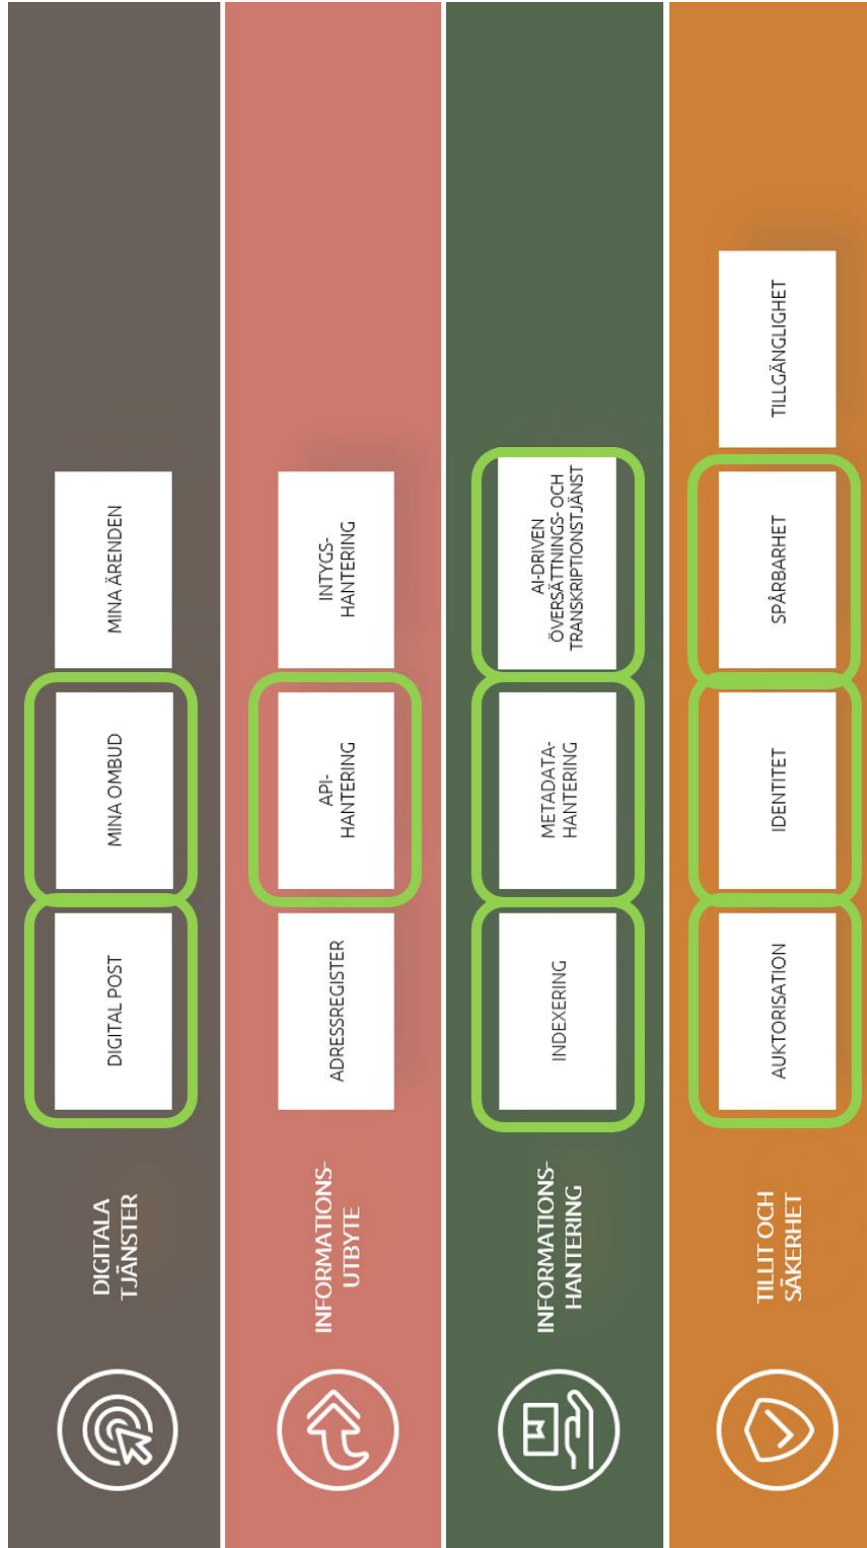 DIGITALA
TJÄNSTER
DIGITAL POST
MINA OMBUD
MINA ÄRENDEN
INFORMATIONS-
UTBYTE
ADRESSREGISTER
API-
HANTERING
INTYGS-
HANTERING
INFORMATIONS-
HANTERING
INDEXERING
METADATA-
HANTERING
AI-DRIVEN
ÖVERSÄTTNINGS- OCH
TRANSKRIPTIONSTJÄNST
TILLIT OCH
SÄKERHET
AUKTORISATION
IDENTITET
SPÅRBARHET
TILLGÄNGLIGHET